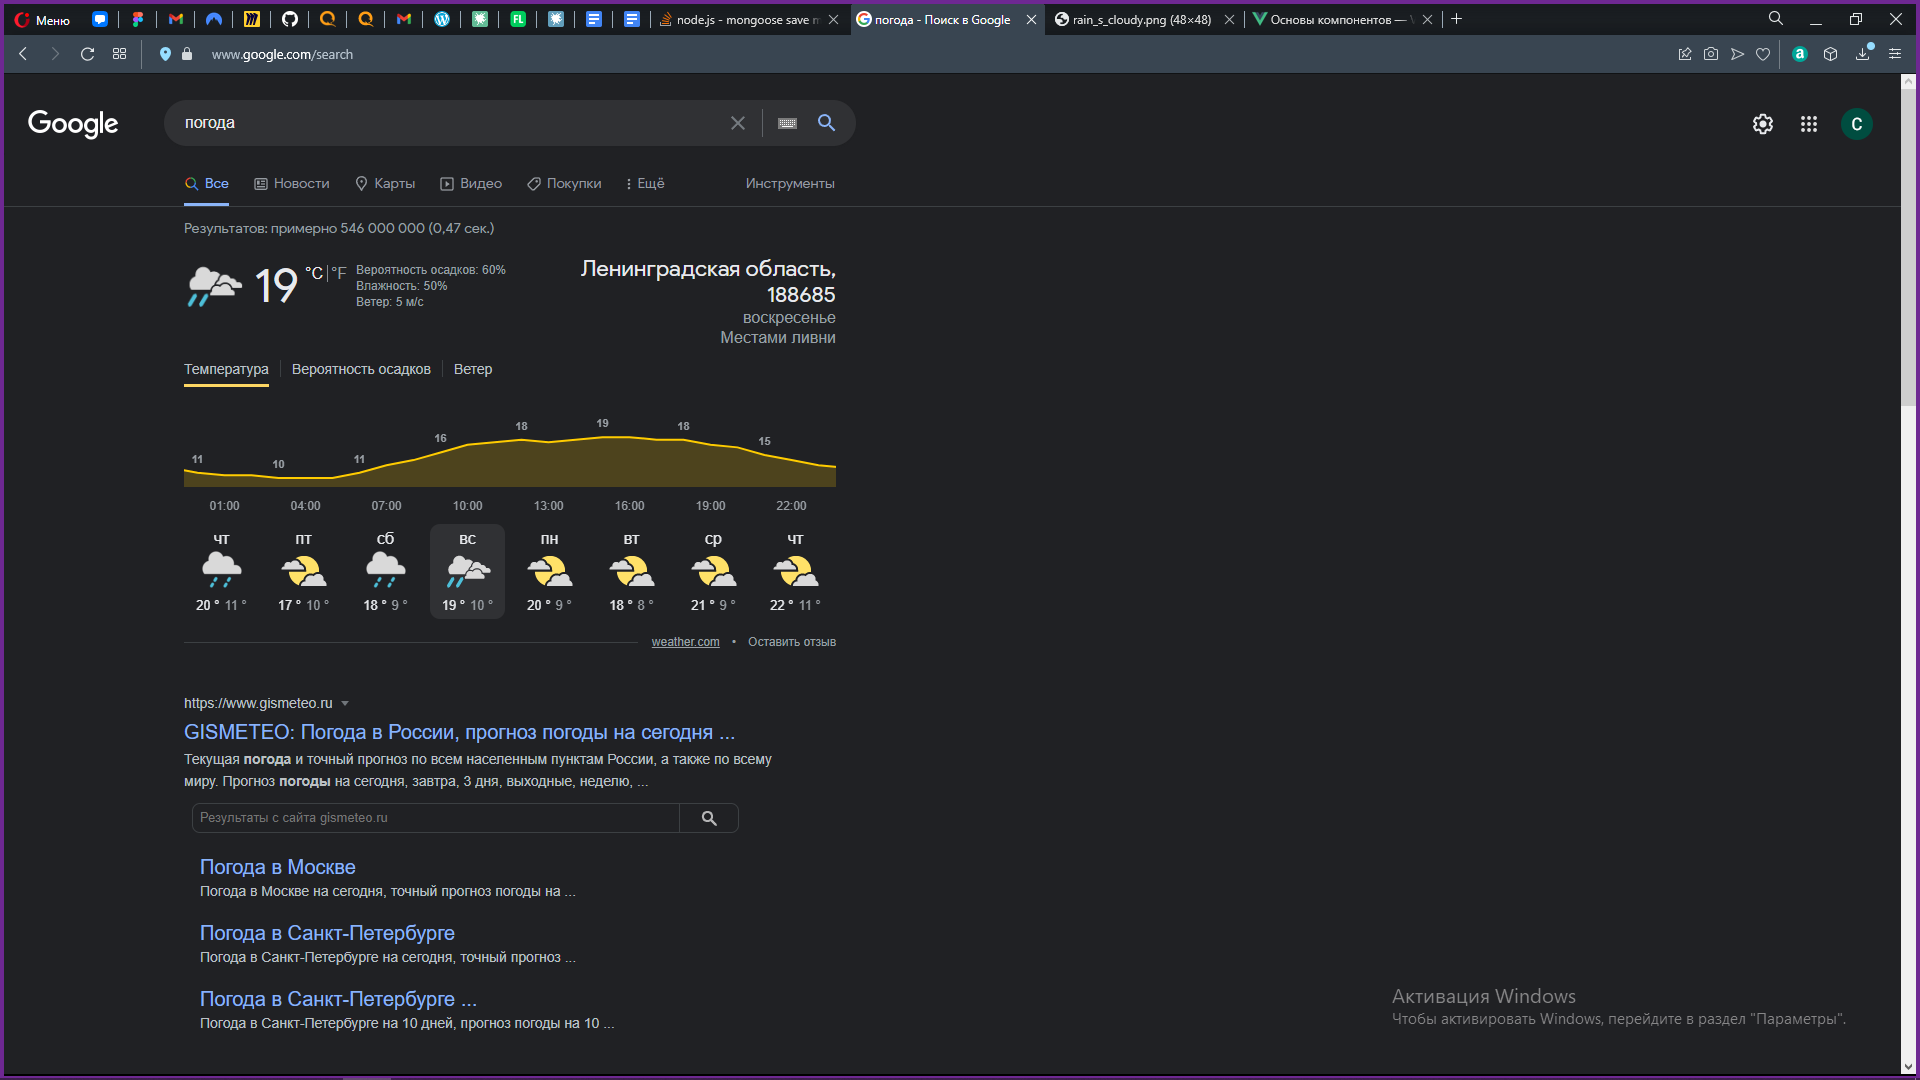 Меню
node.js - mongoose save m
погода - Поиск в Google
rain_s_cloudy.png (48×48)
Основы компонентов —
www.google.com/search
Google
погода
C
Все
Новости
Карты
Видео
Покупки
Ещё
Инструменты
Результатов: примерно 546 000 000 (0,47 сек.)
19 °C | °F
Вероятность осадков: 60%
Влажность: 50%
Ветер: 5 м/с
Ленинградская область,
188685
воскресенье
Местами ливни
Температура
Вероятность осадков
Ветер
11 10 11 16 18 19 18 15
01:00 04:00 07:00 10:00 13:00 16:00 19:00 22:00
чт пт сб вс пн вт ср чт
20 ° 11 ° 17 ° 10 ° 18 ° 9 ° 19 ° 10 ° 20 ° 9 ° 18 ° 8 ° 21 ° 9 ° 22 ° 11 °
weather.com • Оставить отзыв
https://www.gismeteo.ru
GISMETEO: Погода в России, прогноз погоды на сегодня ...
Текущая погода и точный прогноз по всем населенным пунктам России, а также по всему
миру. Прогноз погоды на сегодня, завтра, 3 дня, выходные, неделю, ...
Результаты с сайта gismeteo.ru
Погода в Москве
Погода в Москве на сегодня, точный прогноз погоды на ...
Погода в Санкт-Петербурге
Погода в Санкт-Петербурге на сегодня, точный прогноз ...
Погода в Санкт-Петербурге ...
Погода в Санкт-Петербурге на 10 дней, прогноз погоды на 10 ...
Активация Windows
Чтобы активировать Windows, перейдите в раздел "Параметры".